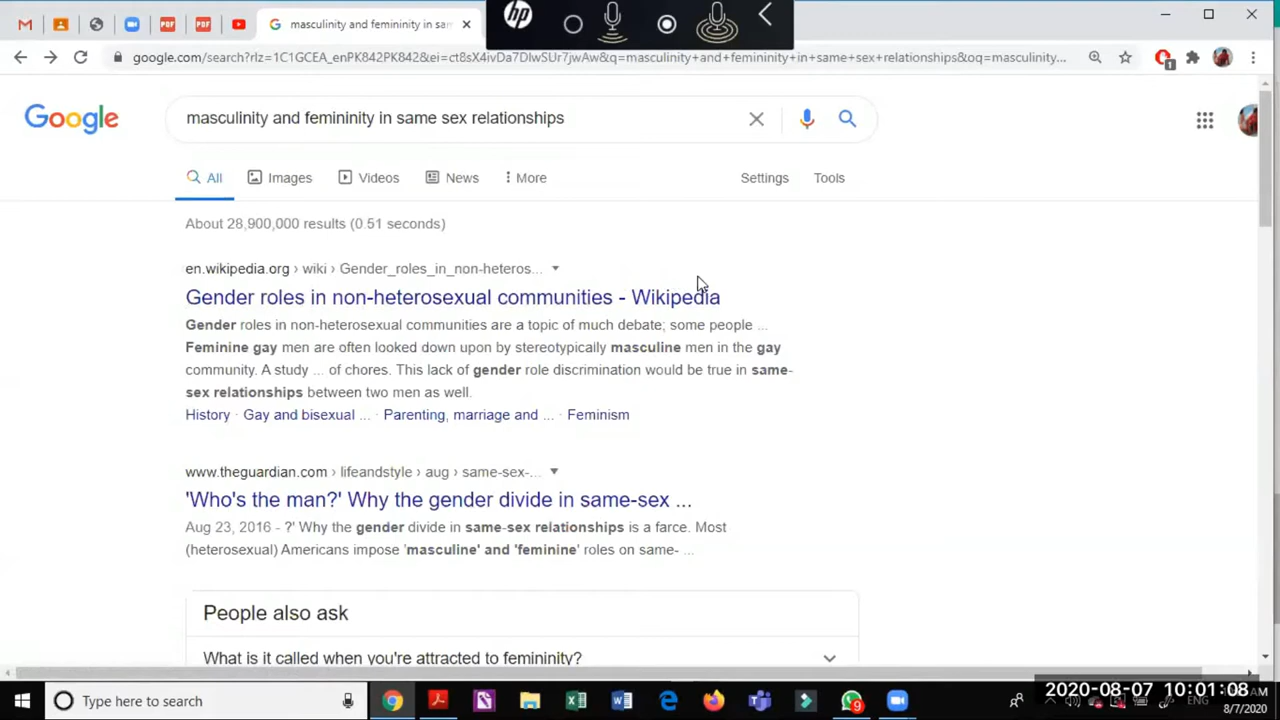 hp
masculinity and femininity in sam
google.com/search?rlz=1C1GCEA_enPK842PK842&ei=ct8sX4ivDa7DlwSUr7jwAw&q=masculinity+and+femininity+in+same+sex+relationships&oq=masculinity...
Google
masculinity and femininity in same sex relationships
All Images Videos News More Settings Tools
About 28,900,000 results (0.51 seconds)
en.wikipedia.org › wiki › Gender_roles_in_non-heteros...
Gender roles in non-heterosexual communities - Wikipedia
Gender roles in non-heterosexual communities are a topic of much debate; some people ...
Feminine gay men are often looked down upon by stereotypically masculine men in the gay
community. A study ... of chores. This lack of gender role discrimination would be true in same-
sex relationships between two men as well.
History · Gay and bisexual ... · Parenting, marriage and ... · Feminism
www.theguardian.com › lifeandstyle › aug › same-sex-...
'Who's the man?' Why the gender divide in same-sex ...
Aug 23, 2016 - ?' Why the gender divide in same-sex relationships is a farce. Most
(heterosexual) Americans impose 'masculine' and 'feminine' roles on same- ...
People also ask
What is it called when you're attracted to femininity?
Type here to search
9
2020-08-07 10:01:08 AM
ENG
8/7/2020